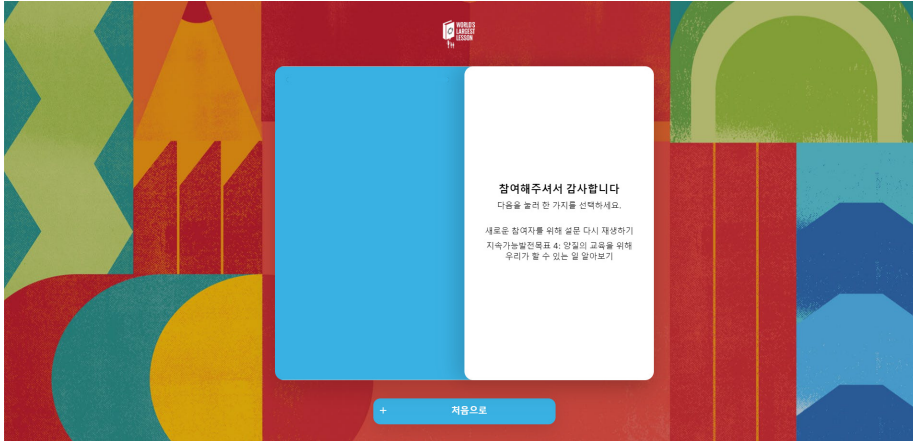 WORLD'S
LARGEST
LESSON
참여해주셔서 감사합니다
다음을 눌러 한 가지를 선택하세요.
새로운 참여자를 위해 설문 다시 재생하기
지속가능발전목표 4: 양질의 교육을 위해
우리가 할 수 있는 일 알아보기
+ 처음으로